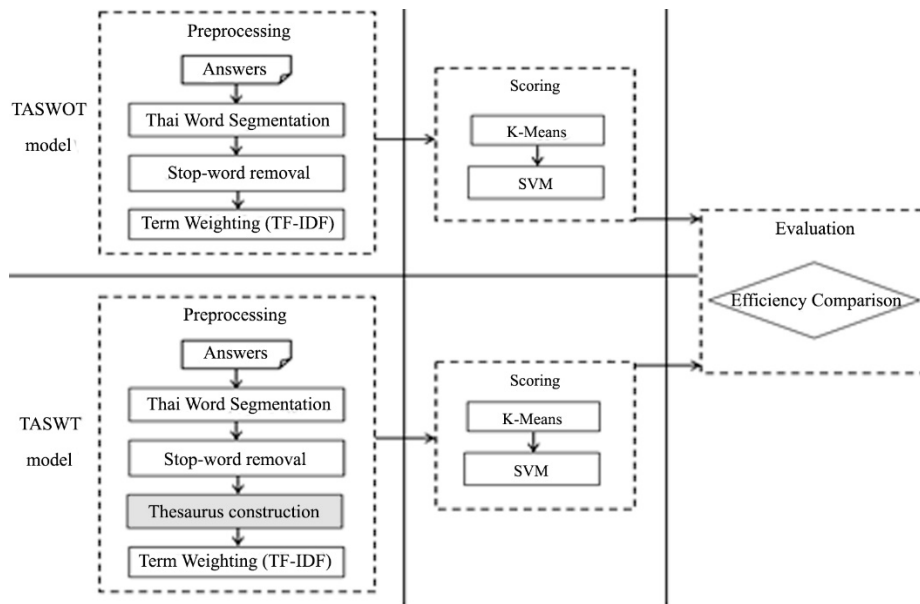 Preprocessing
Answers
TASWOT
model
Thai Word Segmentation
Stop-word removal
Term Weighting (TF-IDF)
Scoring
K-Means
SVM
Evaluation
Efficiency Comparison
Preprocessing
Answers
TASWT
model
Thai Word Segmentation
Stop-word removal
Thesaurus construction
Term Weighting (TF-IDF)
Scoring
K-Means
SVM